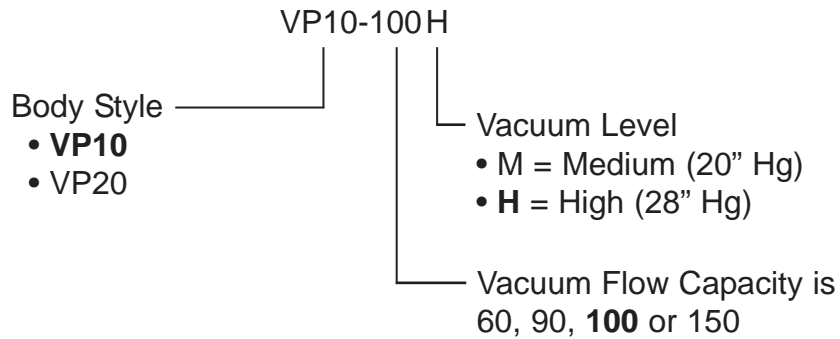 VP10-100H
Body Style
• VP10
• VP20
Vacuum Level
• M = Medium (20” Hg)
• H = High (28” Hg)
Vacuum Flow Capacity is
60, 90, 100 or 150